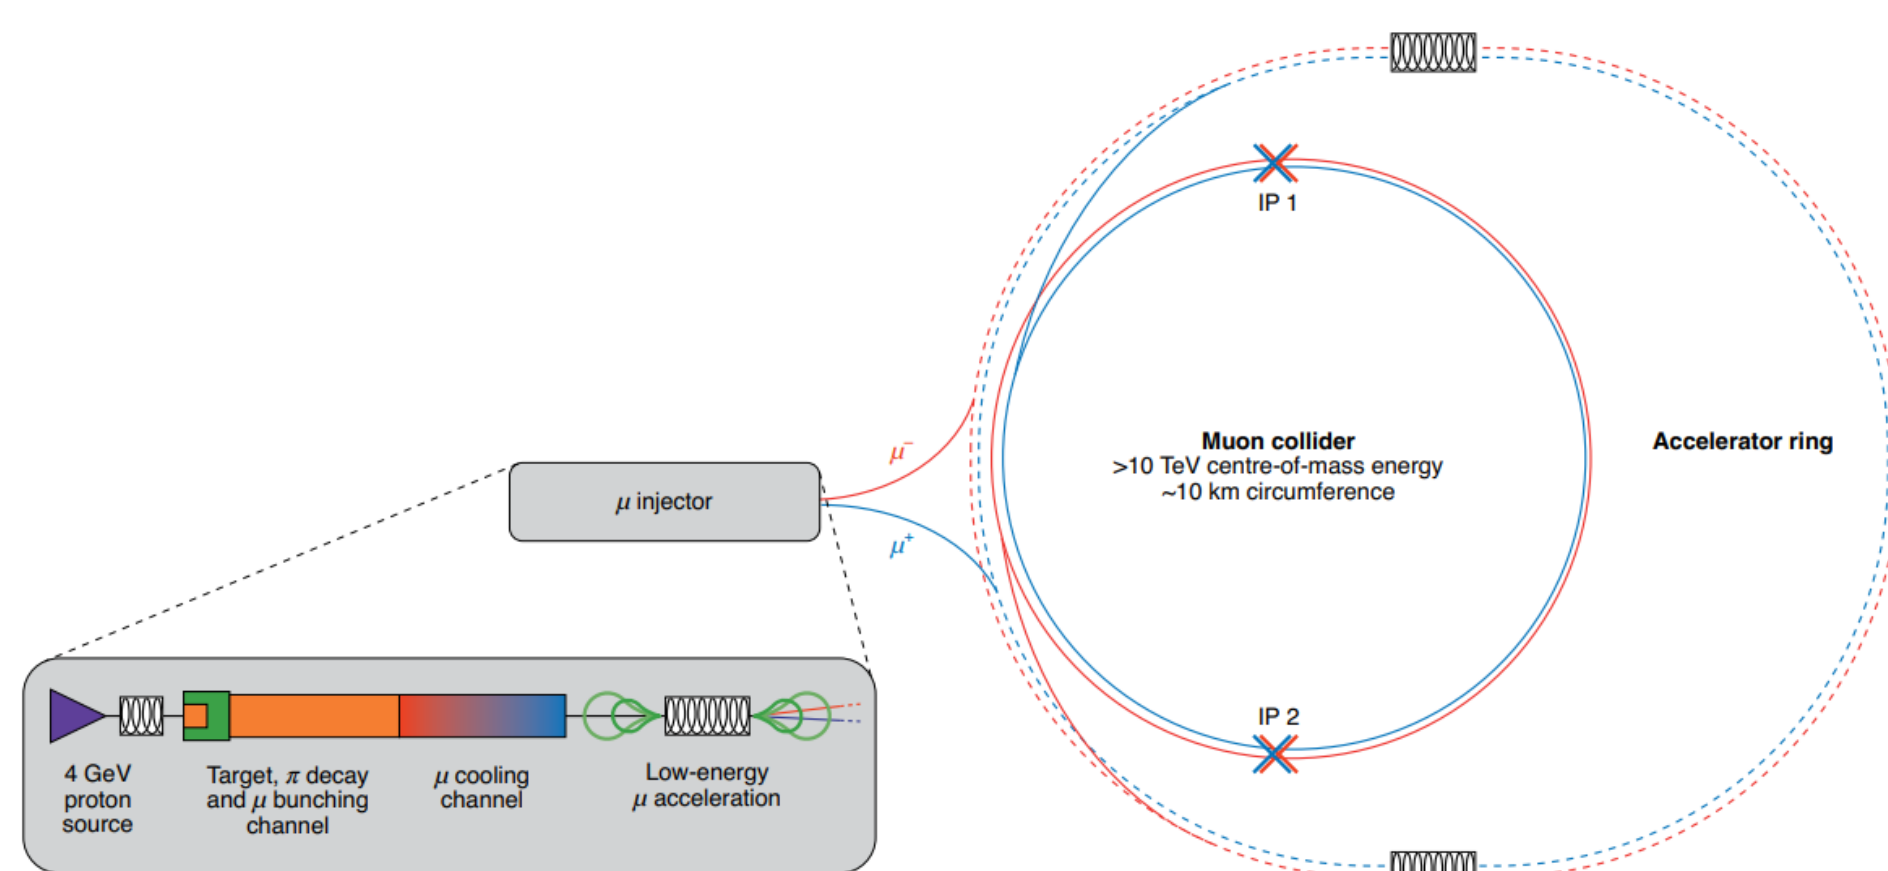 IP 1
Muon collider
>10 TeV centre-of-mass energy
~10 km circumference
Accelerator ring
μ⁻
μ injector
μ⁺
IP 2
4 GeV
proton
source
Target, π decay
and μ bunching
channel
μ cooling
channel
Low-energy
μ acceleration